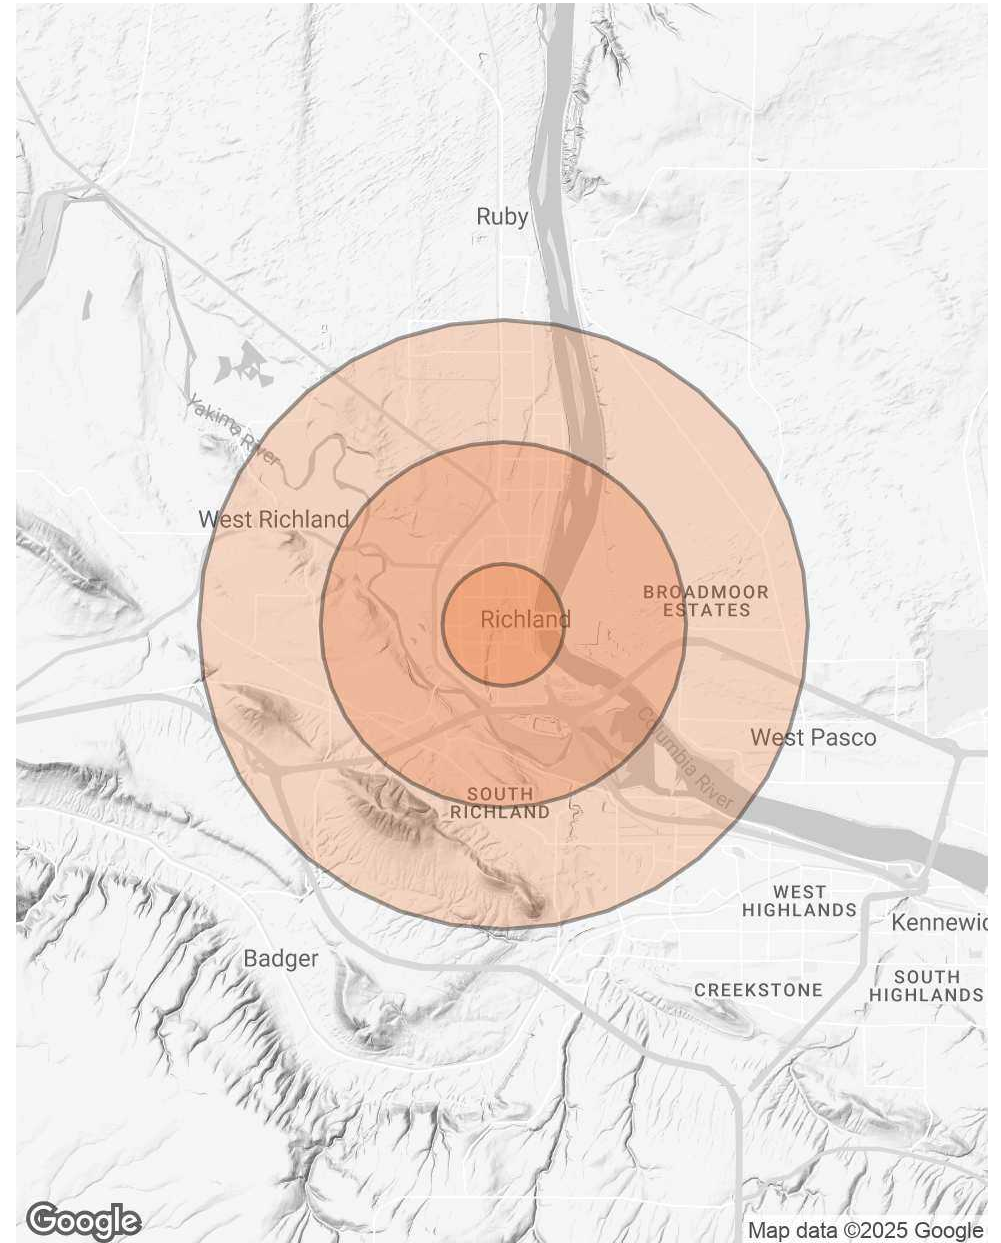 Ruby
Yakima River
West Richland
BROADMOOR
ESTATES
Richland
Columbia River
West Pasco
SOUTH
RICHLAND
WEST
HIGHLANDS
Kennewic
Badger
CREEKSTONE
SOUTH
HIGHLANDS
Google
Map data ©2025 Google